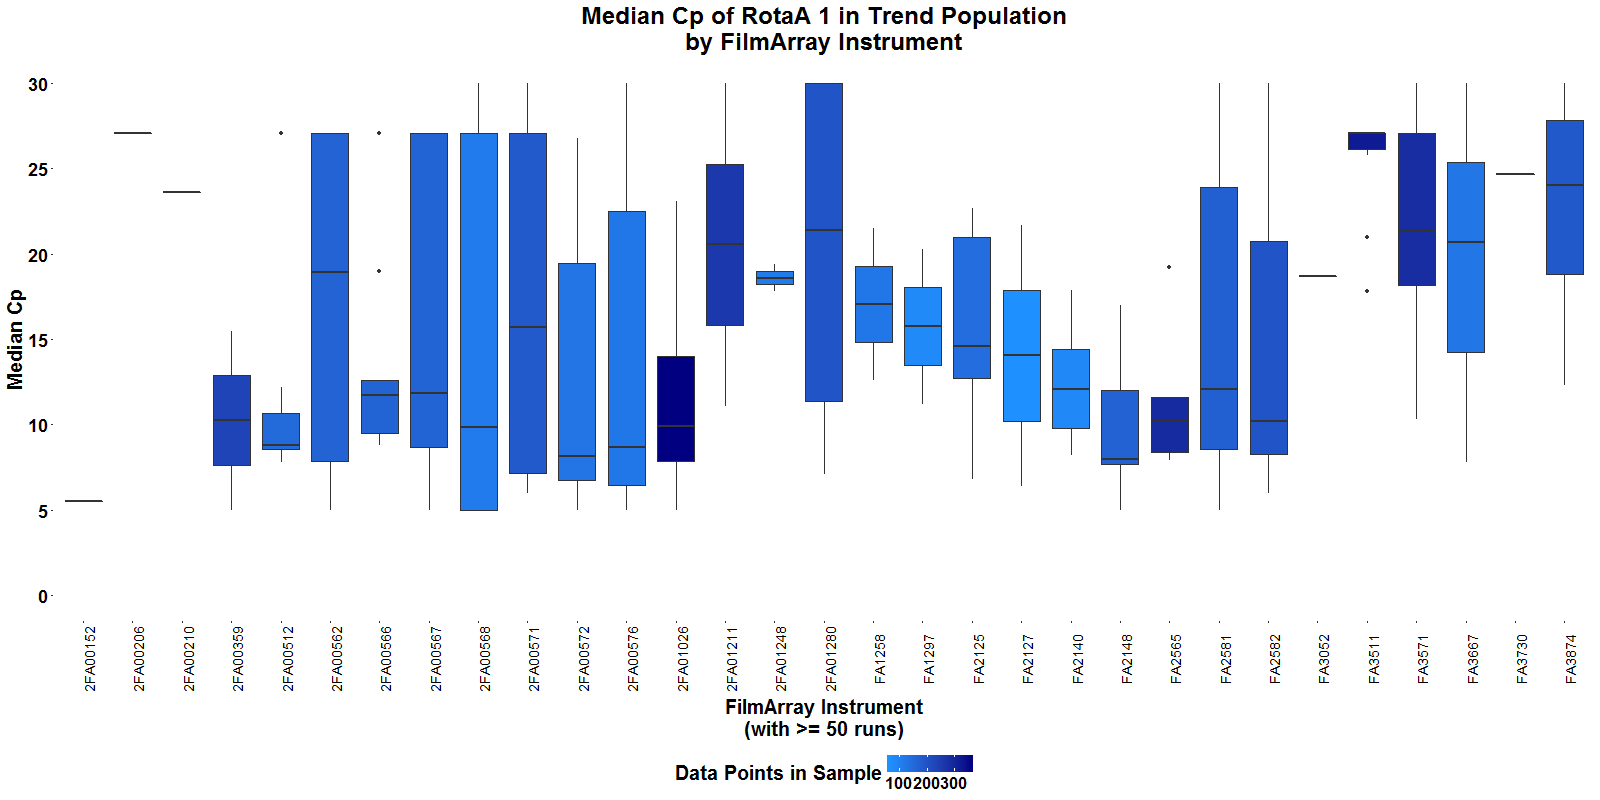 Median Cp of RotaA 1 in Trend Population
by FilmArray Instrument
Median Cp
30
25
20
15
10
5
0
2FA00152
2FA00206
2FA00210
2FA00359
2FA00512
2FA00562
2FA00566
2FA00567
2FA00568
2FA00571
2FA00572
2FA00576
2FA01026
2FA01211
2FA01248
2FA01280
FA1258
FA1297
FA2125
FA2127
FA2140
FA2148
FA2565
FA2581
FA2582
FA3052
FA3511
FA3571
FA3667
FA3730
FA3874
FilmArray Instrument
(with >= 50 runs)
Data Points in Sample
100 200 300